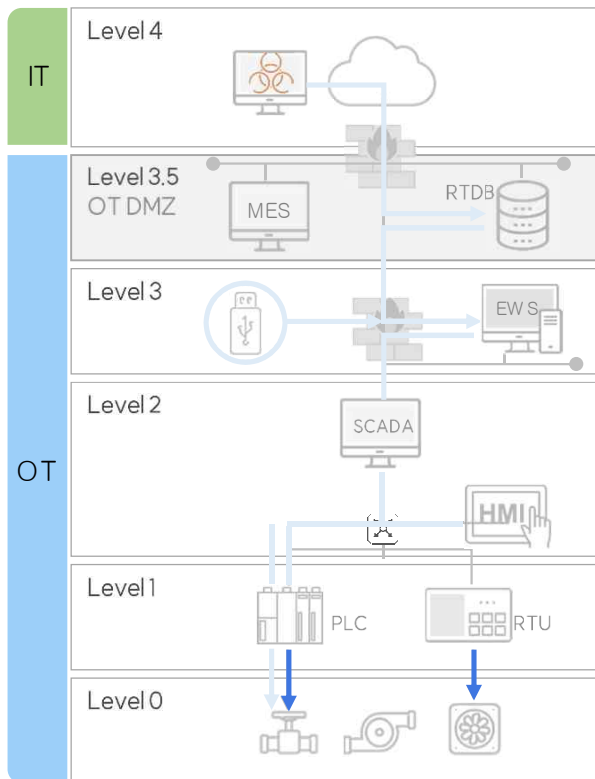 IT
Level 4
Level 3.5
OT DMZ
MES
RTDB
Level 3
EWS
OT
Level 2
SCADA
HMI
Level 1
PLC
RTU
Level 0